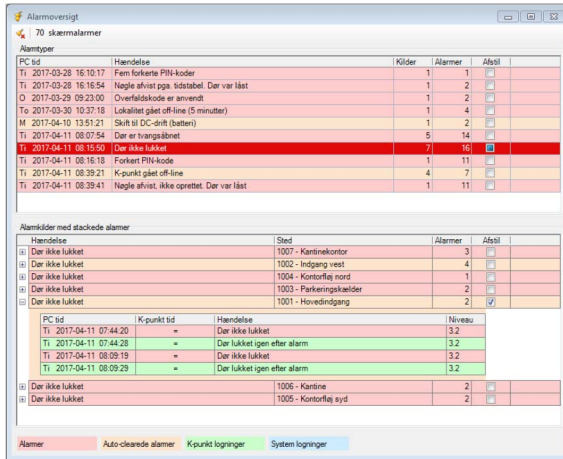 Alarmoversigt
70 skærmalarmer
Alarmtyper
PC tid Hændelse Kilder Alarmer Afstil
Ti 2017-03-28 16:10:17 Fem forkerte PIN-koder 1 1
Ti 2017-03-28 16:16:54 Nøgle afvist pga. tidstabel. Dør var låst 1 2
O 2017-03-29 09:23:00 Overfaldskode er anvendt 1 2
To 2017-03-30 10:37:18 Lokalitet gået off-line (5 minutter) 1 4
M 2017-04-10 13:51:21 Skift til DC-drift (batteri) 1 2
Ti 2017-04-11 08:07:54 Dør er tvangsåbnet 5 14
Ti 2017-04-11 08:15:50 Dør ikke lukket 7 16
Ti 2017-04-11 08:16:18 Forkert PIN-kode 1 11
Ti 2017-04-11 08:39:21 K-punkt gået off-line 4 7
Ti 2017-04-11 08:39:41 Nøgle afvist, ikke oprettet. Dør var låst 1 11
Alarmkilder med stackede alarmer
Hændelse Sted Alarmer Afstil
Dør ikke lukket 1007 - Kantinekontor 3
Dør ikke lukket 1002 - Indgang vest 4
Dør ikke lukket 1004 - Kontorfløj nord 1
Dør ikke lukket 1003 - Parkeringskælder 2
Dør ikke lukket 1001 - Hovedindgang 2
PC tid K-punkt tid Hændelse Niveau
Ti 2017-04-11 07:44:20 = Dør ikke lukket 3.2
Ti 2017-04-11 07:44:28 = Dør lukket igen efter alarm 3.2
Ti 2017-04-11 08:09:19 = Dør ikke lukket 3.2
Ti 2017-04-11 08:09:29 = Dør lukket igen efter alarm 3.2
Dør ikke lukket 1006 - Kantine 2
Dør ikke lukket 1005 - Kontorfløj syd 2
Alarmer Auto-clearede alarmer K-punkt logninger System logninger